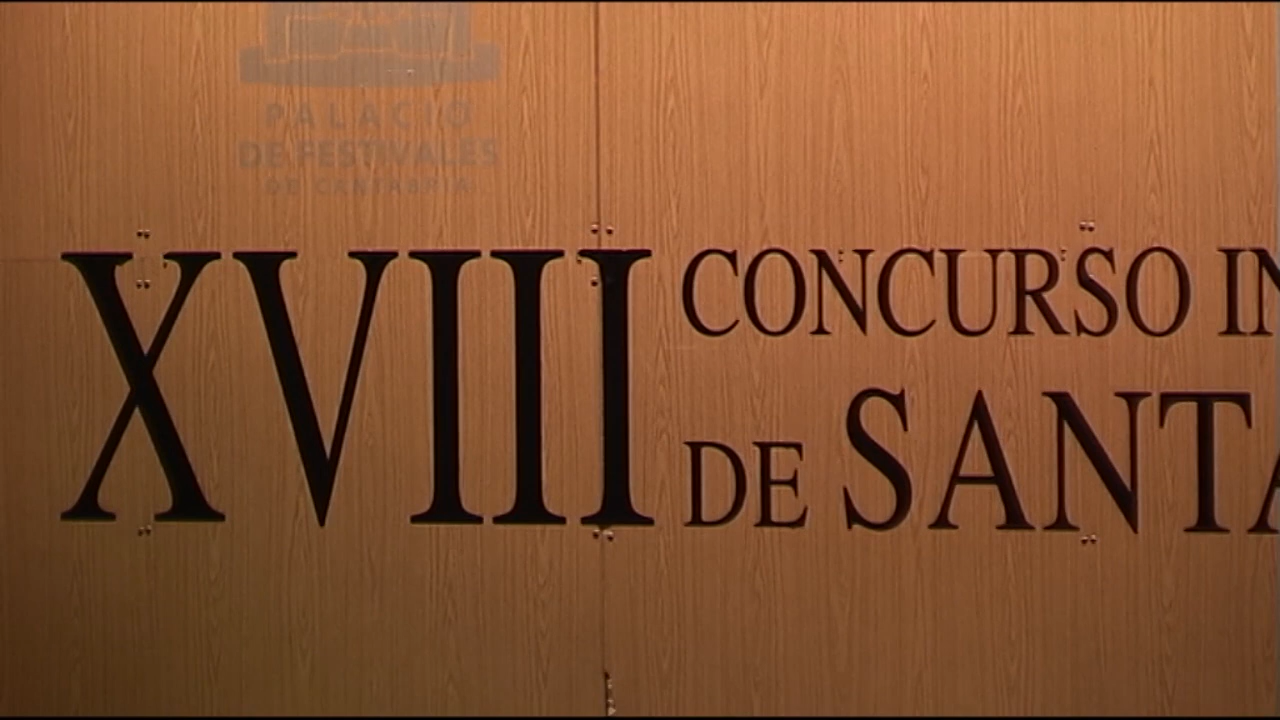 PALACIO
DE FESTIVALES
DE CANTABRIA
XVIII CONCURSO IN
DE SANTA